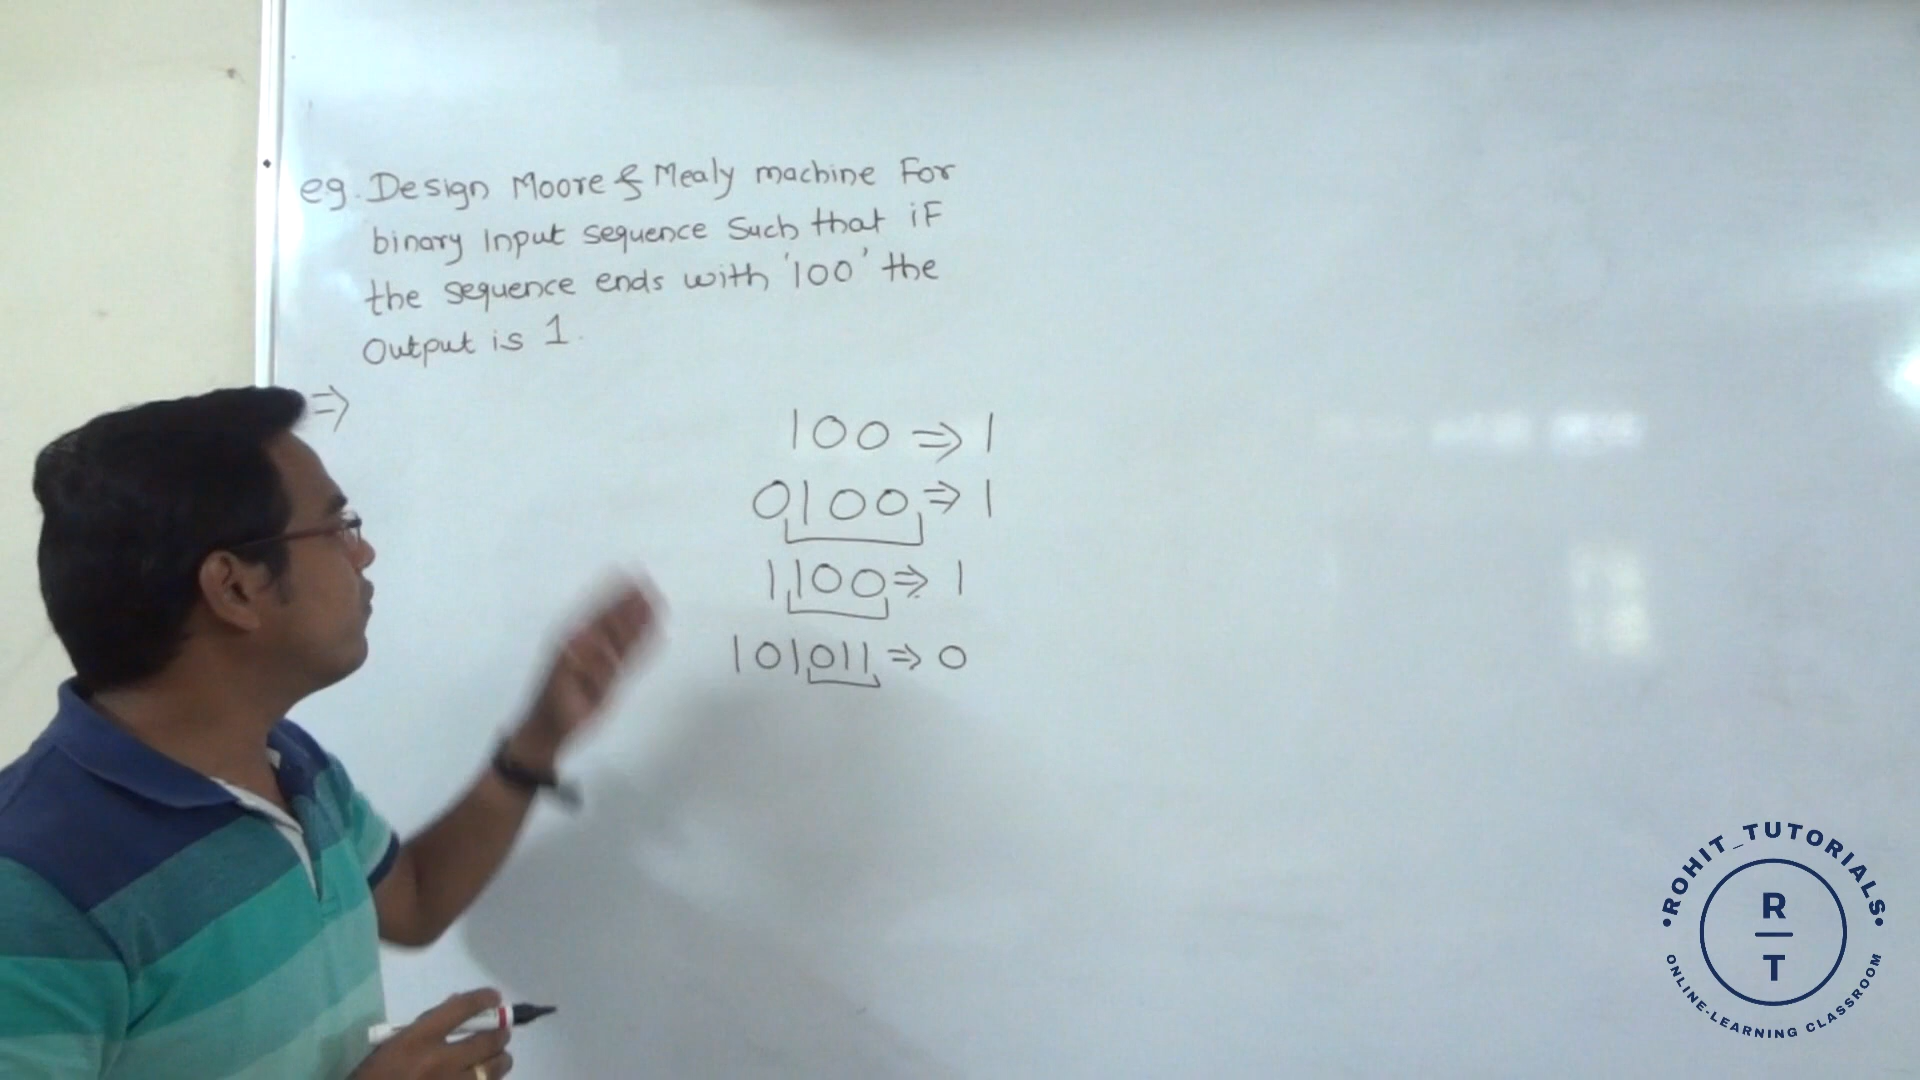 eg. Design Moore & Mealy machine For
binary Input sequence Such that iF
the sequence ends with '100' the
Output is 1.
⇒
100 ⇒ 1
0100 ⇒ 1
1100 ⇒ 1
101011 ⇒ 0
•ROHIT_TUTORIALS•
R
T
ONLINE-LEARNING CLASSROOM